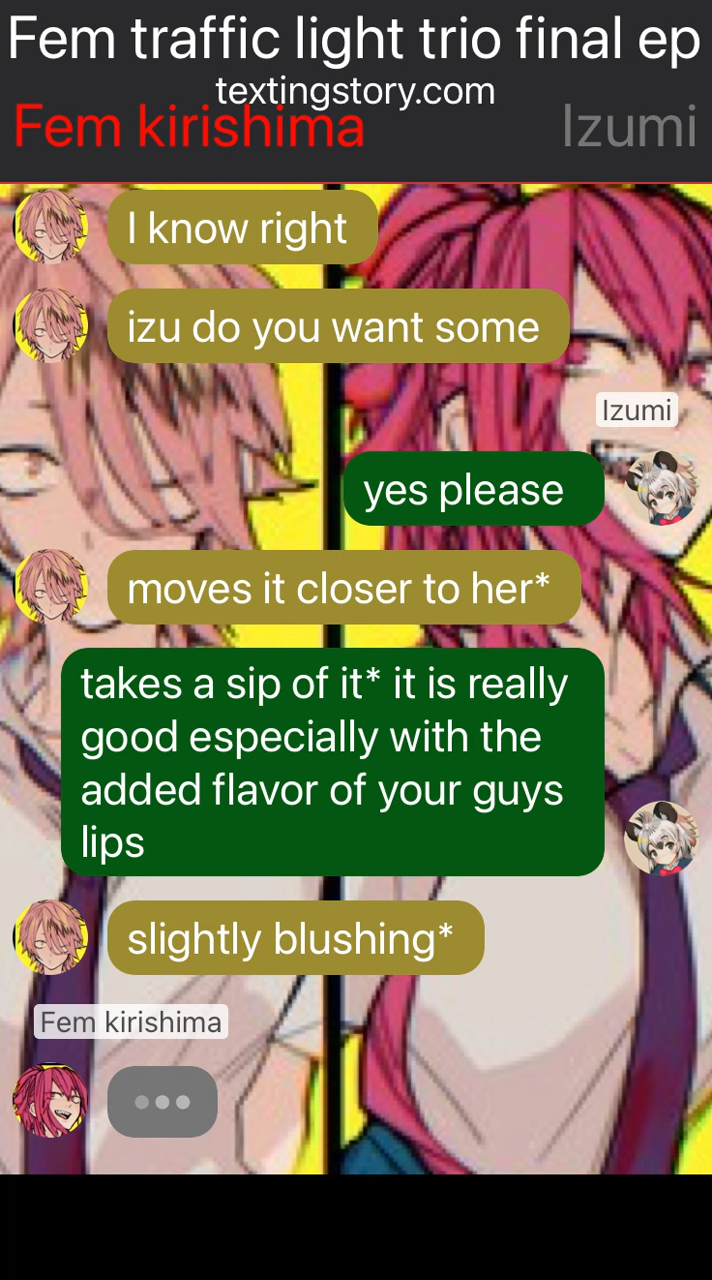 Fem traffic light trio final ep
textingstory.com
Fem kirishima
Izumi
I know right
izu do you want some
Izumi
yes please
moves it closer to her*
takes a sip of it* it is really
good especially with the
added flavor of your guys
lips
slightly blushing*
Fem kirishima